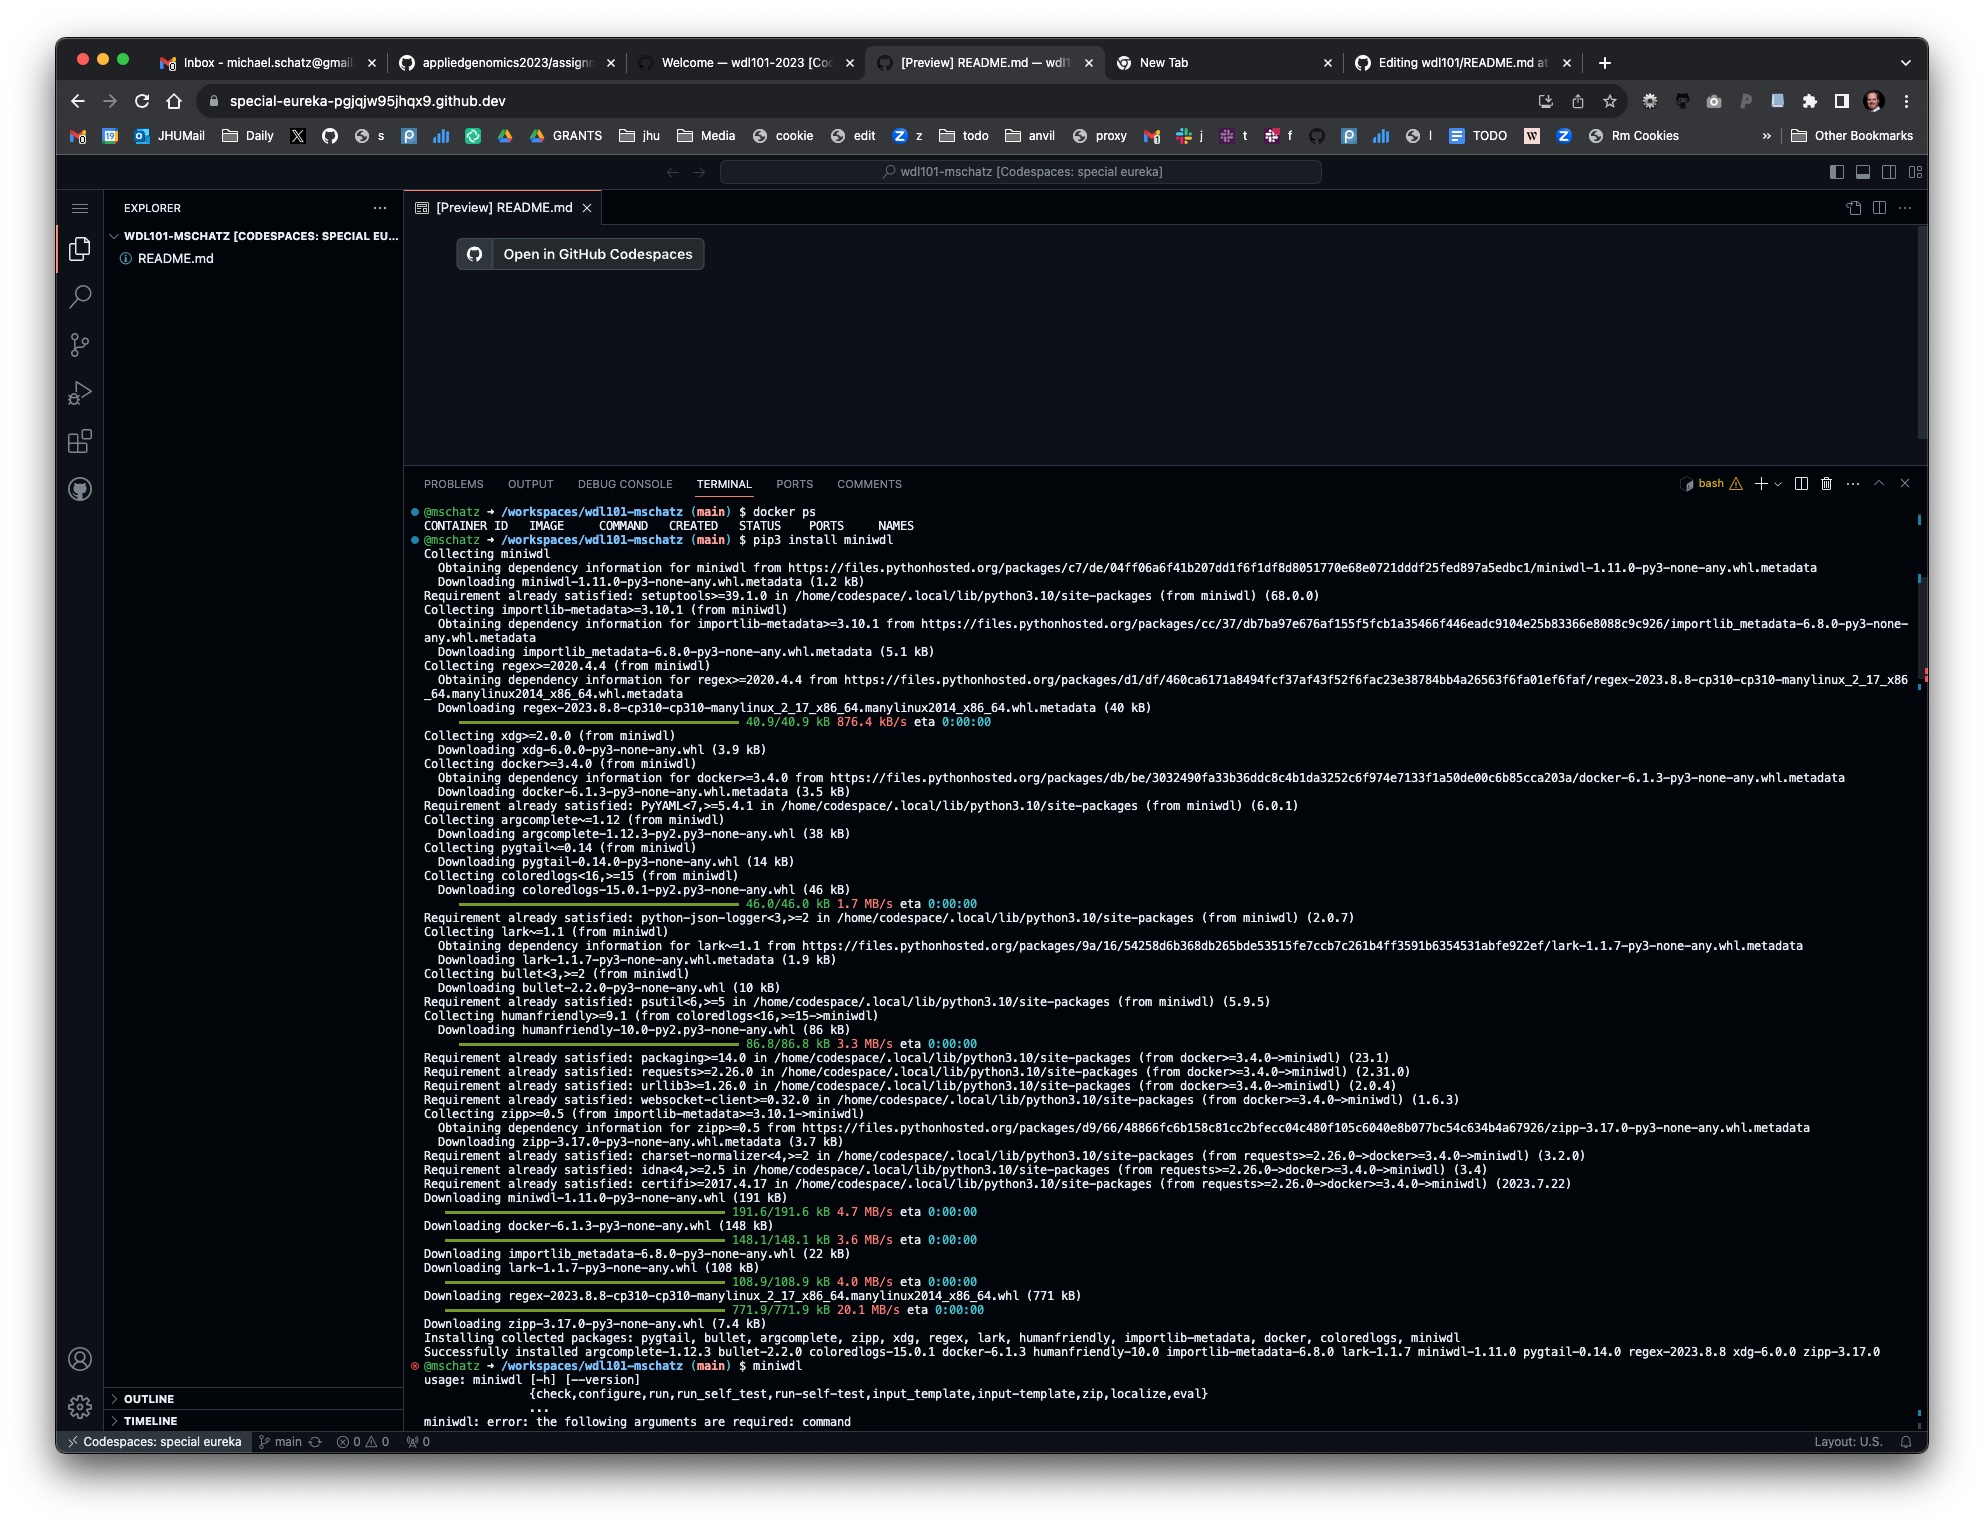 Inbox - michael.schatz@gmail
appliedgenomics2023/assignm
Welcome — wdl101-2023 [Coc
[Preview] README.md — wdl1
New Tab
Editing wdl101/README.md at
special-eureka-pgjqjw95jhqx9.github.dev
JHUMail
Daily
s
GRANTS
jhu
Media
cookie
edit
z
todo
anvil
proxy
j
t
f
l
TODO
Rm Cookies
»
Other Bookmarks
wdl101-mschatz [Codespaces: special eureka]
EXPLORER
[Preview] README.md
WDL101-MSCHATZ [CODESPACES: SPECIAL EU...
README.md
Open in GitHub Codespaces
PROBLEMS OUTPUT DEBUG CONSOLE TERMINAL PORTS COMMENTS
bash
@mschatz → /workspaces/wdl101-mschatz (main) $ docker ps
CONTAINER ID   IMAGE     COMMAND   CREATED   STATUS    PORTS     NAMES
@mschatz → /workspaces/wdl101-mschatz (main) $ pip3 install miniwdl
Collecting miniwdl
Obtaining dependency information for miniwdl from https://files.pythonhosted.org/packages/c7/de/04ff06a6f41b207dd1f6f1df8d8051770e68e0721dddf25fed897a5edbc1/miniwdl-1.11.0-py3-none-any.whl.metadata
Downloading miniwdl-1.11.0-py3-none-any.whl.metadata (1.2 kB)
Requirement already satisfied: setuptools>=39.1.0 in /home/codespace/.local/lib/python3.10/site-packages (from miniwdl) (68.0.0)
Collecting importlib-metadata>=3.10.1 (from miniwdl)
Obtaining dependency information for importlib-metadata>=3.10.1 from https://files.pythonhosted.org/packages/cc/37/db7ba97e676af155f5fcb1a35466f446eadc9104e25b83366e8088c9c926/importlib_metadata-6.8.0-py3-none-
any.whl.metadata
Downloading importlib_metadata-6.8.0-py3-none-any.whl.metadata (5.1 kB)
Collecting regex>=2020.4.4 (from miniwdl)
Obtaining dependency information for regex>=2020.4.4 from https://files.pythonhosted.org/packages/d1/df/460ca6171a8494fcf37af43f52f6fac23e38784bb4a26563f6fa01ef6faf/regex-2023.8.8-cp310-cp310-manylinux_2_17_x86
_64.manylinux2014_x86_64.whl.metadata
Downloading regex-2023.8.8-cp310-cp310-manylinux_2_17_x86_64.manylinux2014_x86_64.whl.metadata (40 kB)
40.9/40.9 kB 876.4 kB/s eta 0:00:00
Collecting xdg>=2.0.0 (from miniwdl)
Downloading xdg-6.0.0-py3-none-any.whl (3.9 kB)
Collecting docker>=3.4.0 (from miniwdl)
Obtaining dependency information for docker>=3.4.0 from https://files.pythonhosted.org/packages/db/be/3032490fa33b36ddc8c4b1da3252c6f974e7133f1a50de00c6b85cca203a/docker-6.1.3-py3-none-any.whl.metadata
Downloading docker-6.1.3-py3-none-any.whl.metadata (3.5 kB)
Requirement already satisfied: PyYAML<7,>=5.4.1 in /home/codespace/.local/lib/python3.10/site-packages (from miniwdl) (6.0.1)
Collecting argcomplete~=1.12 (from miniwdl)
Downloading argcomplete-1.12.3-py2.py3-none-any.whl (38 kB)
Collecting pygtail~=0.14 (from miniwdl)
Downloading pygtail-0.14.0-py3-none-any.whl (14 kB)
Collecting coloredlogs<16,>=15 (from miniwdl)
Downloading coloredlogs-15.0.1-py2.py3-none-any.whl (46 kB)
46.0/46.0 kB 1.7 MB/s eta 0:00:00
Requirement already satisfied: python-json-logger<3,>=2 in /home/codespace/.local/lib/python3.10/site-packages (from miniwdl) (2.0.7)
Collecting lark~=1.1 (from miniwdl)
Obtaining dependency information for lark~=1.1 from https://files.pythonhosted.org/packages/9a/16/54258d6b368db265bde53515fe7ccb7c261b4ff3591b6354531abfe922ef/lark-1.1.7-py3-none-any.whl.metadata
Downloading lark-1.1.7-py3-none-any.whl.metadata (1.9 kB)
Collecting bullet<3,>=2 (from miniwdl)
Downloading bullet-2.2.0-py3-none-any.whl (10 kB)
Requirement already satisfied: psutil<6,>=5 in /home/codespace/.local/lib/python3.10/site-packages (from miniwdl) (5.9.5)
Collecting humanfriendly>=9.1 (from coloredlogs<16,>=15->miniwdl)
Downloading humanfriendly-10.0-py2.py3-none-any.whl (86 kB)
86.8/86.8 kB 3.3 MB/s eta 0:00:00
Requirement already satisfied: packaging>=14.0 in /home/codespace/.local/lib/python3.10/site-packages (from docker>=3.4.0->miniwdl) (23.1)
Requirement already satisfied: requests>=2.26.0 in /home/codespace/.local/lib/python3.10/site-packages (from docker>=3.4.0->miniwdl) (2.31.0)
Requirement already satisfied: urllib3>=1.26.0 in /home/codespace/.local/lib/python3.10/site-packages (from docker>=3.4.0->miniwdl) (2.0.4)
Requirement already satisfied: websocket-client>=0.32.0 in /home/codespace/.local/lib/python3.10/site-packages (from docker>=3.4.0->miniwdl) (1.6.3)
Collecting zipp>=0.5 (from importlib-metadata>=3.10.1->miniwdl)
Obtaining dependency information for zipp>=0.5 from https://files.pythonhosted.org/packages/d9/66/48866fc6b158c81cc2bfecc04c480f105c6040e8b077bc54c634b4a67926/zipp-3.17.0-py3-none-any.whl.metadata
Downloading zipp-3.17.0-py3-none-any.whl.metadata (3.7 kB)
Requirement already satisfied: charset-normalizer<4,>=2 in /home/codespace/.local/lib/python3.10/site-packages (from requests>=2.26.0->docker>=3.4.0->miniwdl) (3.2.0)
Requirement already satisfied: idna<4,>=2.5 in /home/codespace/.local/lib/python3.10/site-packages (from requests>=2.26.0->docker>=3.4.0->miniwdl) (3.4)
Requirement already satisfied: certifi>=2017.4.17 in /home/codespace/.local/lib/python3.10/site-packages (from requests>=2.26.0->docker>=3.4.0->miniwdl) (2023.7.22)
Downloading miniwdl-1.11.0-py3-none-any.whl (191 kB)
191.6/191.6 kB 4.7 MB/s eta 0:00:00
Downloading docker-6.1.3-py3-none-any.whl (148 kB)
148.1/148.1 kB 3.6 MB/s eta 0:00:00
Downloading importlib_metadata-6.8.0-py3-none-any.whl (22 kB)
Downloading lark-1.1.7-py3-none-any.whl (108 kB)
108.9/108.9 kB 4.0 MB/s eta 0:00:00
Downloading regex-2023.8.8-cp310-cp310-manylinux_2_17_x86_64.manylinux2014_x86_64.whl (771 kB)
771.9/771.9 kB 20.1 MB/s eta 0:00:00
Downloading zipp-3.17.0-py3-none-any.whl (7.4 kB)
Installing collected packages: pygtail, bullet, argcomplete, zipp, xdg, regex, lark, humanfriendly, importlib-metadata, docker, coloredlogs, miniwdl
Successfully installed argcomplete-1.12.3 bullet-2.2.0 coloredlogs-15.0.1 docker-6.1.3 humanfriendly-10.0 importlib-metadata-6.8.0 lark-1.1.7 miniwdl-1.11.0 pygtail-0.14.0 regex-2023.8.8 xdg-6.0.0 zipp-3.17.0
@mschatz → /workspaces/wdl101-mschatz (main) $ miniwdl
usage: miniwdl [-h] [--version]
{check,configure,run,run_self_test,run-self-test,input_template,input-template,zip,localize,eval}
...
miniwdl: error: the following arguments are required: command
OUTLINE
TIMELINE
Codespaces: special eureka
main
0
0
0
Layout: U.S.